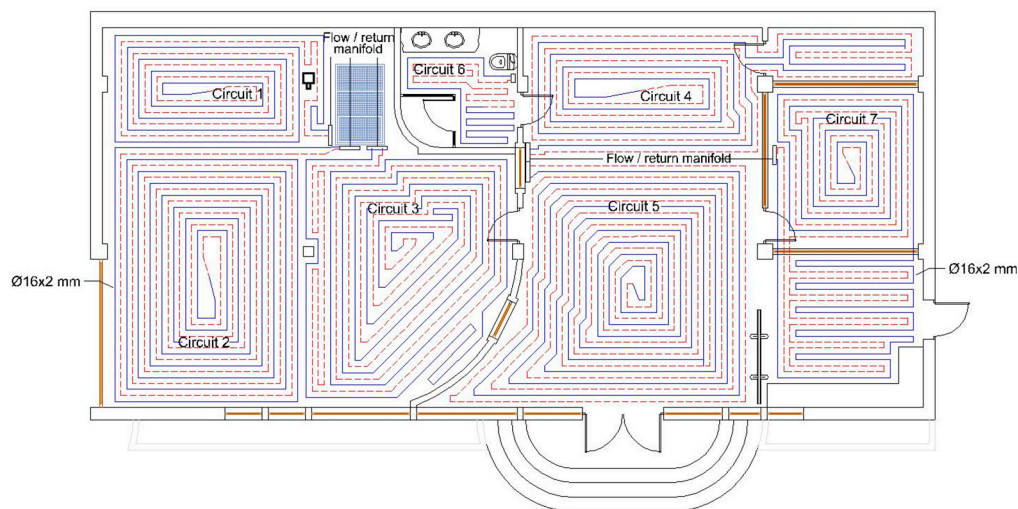 Flow / return
manifold
Circuit 6
Circuit 1
Circuit 4
Circuit 7
Flow / return manifold
Circuit 3
Circuit 5
Ø16x2 mm
Ø16x2 mm
Circuit 2